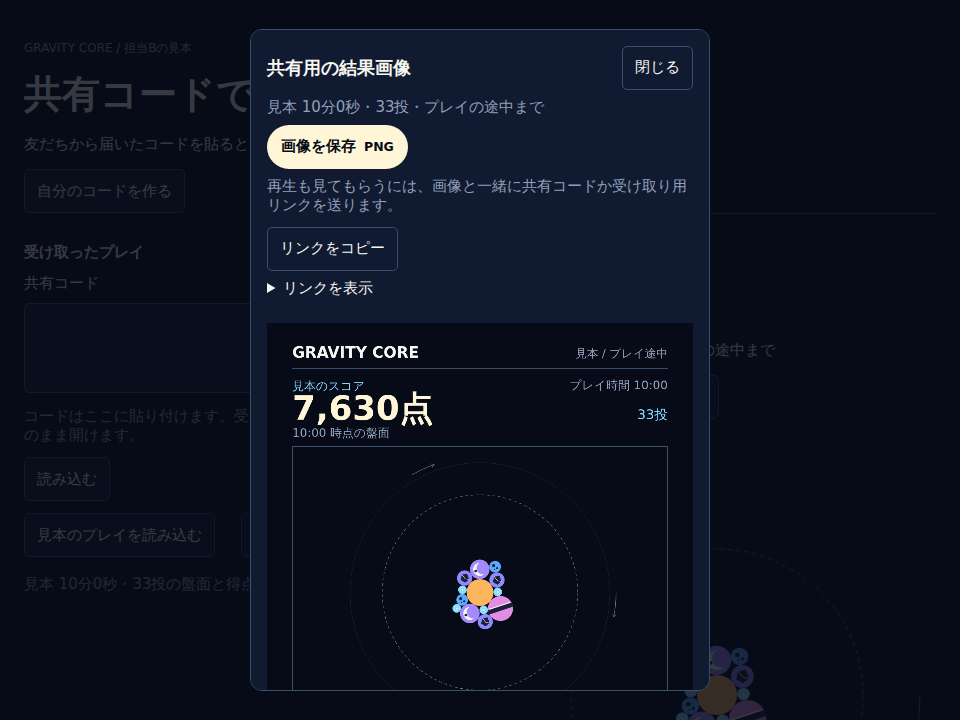 GRAVITY CORE / 担当Bの見本
共有コードで
友だちから届いたコードを貼ると
自分のコードを作る
受け取ったプレイ
共有コード
コードはここに貼り付けます。受
のまま開けます。
読み込む
見本のプレイを読み込む
見本 10分0秒・33投の盤面と得点
の途中まで
共有用の結果画像
閉じる
見本 10分0秒・33投・プレイの途中まで
画像を保存 PNG
再生も見てもらうには、画像と一緒に共有コードか受け取り用
リンクを送ります。
リンクをコピー
▶ リンクを表示
GRAVITY CORE
見本 / プレイ途中
見本のスコア
プレイ時間 10:00
7,630点
33投
10:00 時点の盤面